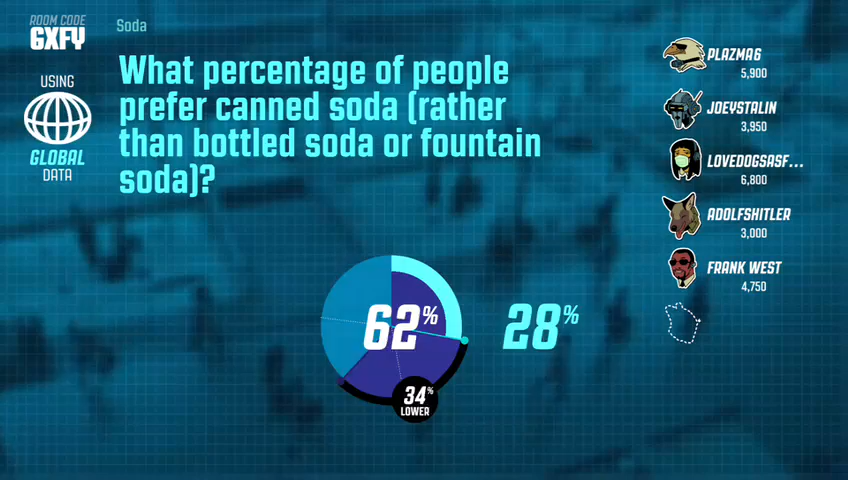 ROOM CODE
6XFY
USING
GLOBAL
DATA
Soda
What percentage of people
prefer canned soda (rather
than bottled soda or fountain
soda)?
62%
28%
34%
LOWER
PLAZMA6
5,900
JOEYSTALIN
3,950
LOVEDOGSASF...
6,800
ADOLFSHITLER
3,000
FRANK WEST
4,750